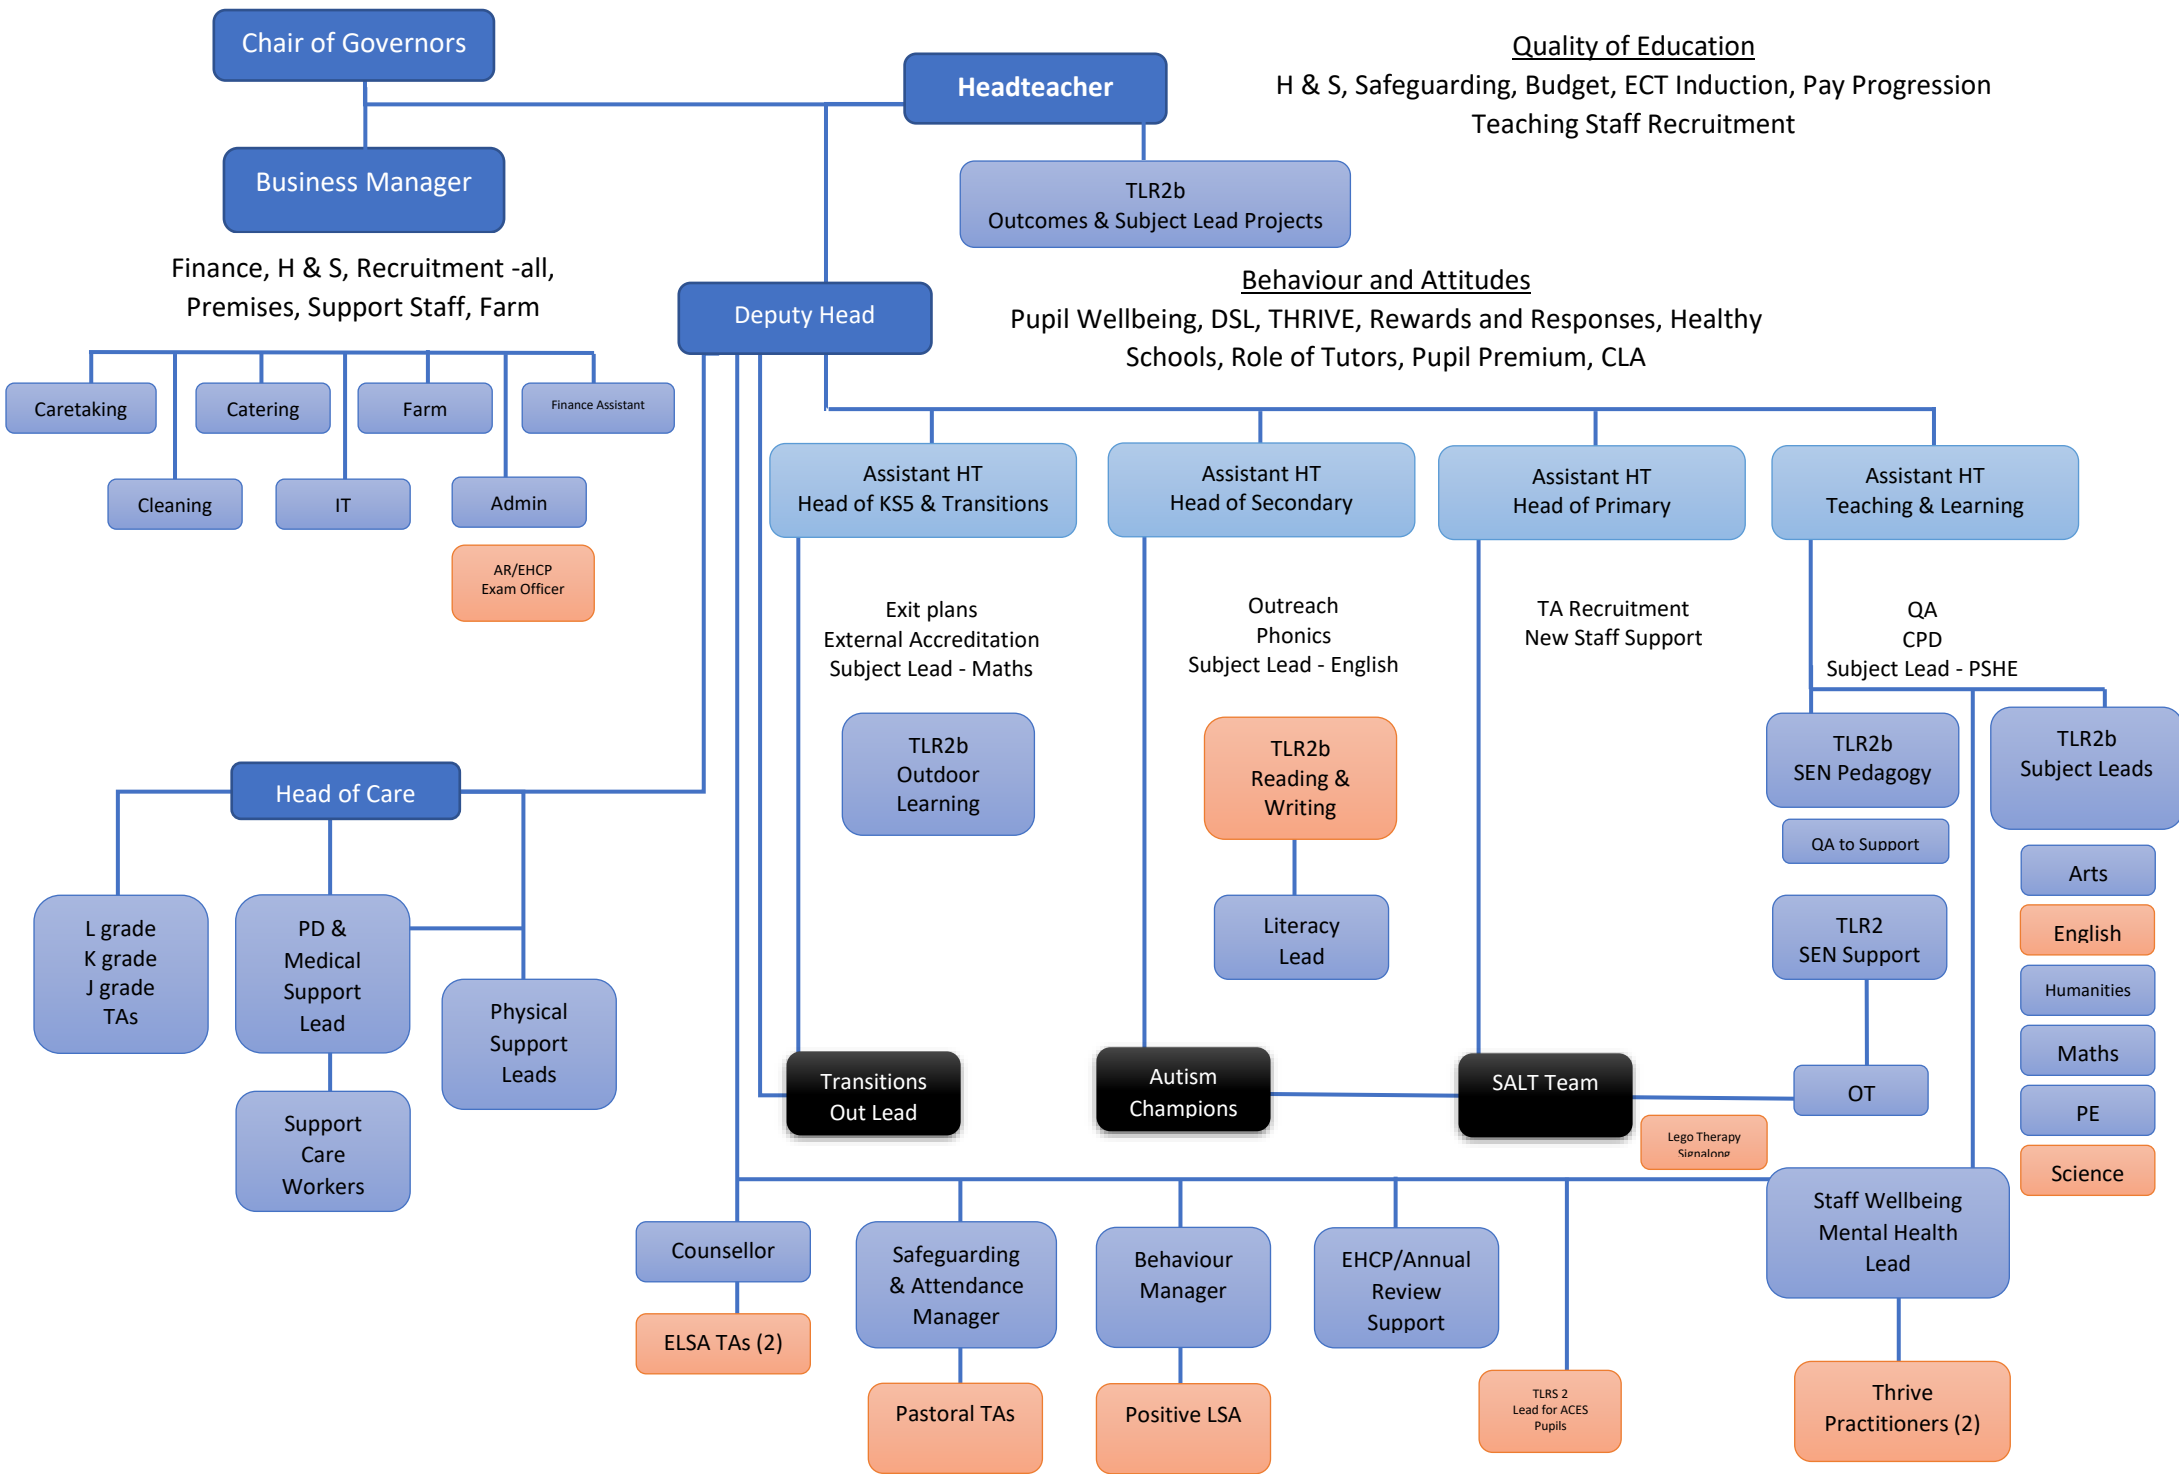 Chair of Governors
Headteacher
Quality of Education
H & S, Safeguarding, Budget, ECT Induction, Pay Progression
Teaching Staff Recruitment
Business Manager
TLR2b
Outcomes & Subject Lead Projects
Finance, H & S, Recruitment -all,
Premises, Support Staff, Farm
Deputy Head
Behaviour and Attitudes
Pupil Wellbeing, DSL, THRIVE, Rewards and Responses, Healthy
Schools, Role of Tutors, Pupil Premium, CLA
Caretaking
Catering
Farm
Finance Assistant
Cleaning
IT
Admin
AR/EHCP
Exam Officer
Assistant HT
Head of KS5 & Transitions
Assistant HT
Head of Secondary
Assistant HT
Head of Primary
Assistant HT
Teaching & Learning
Exit plans
External Accreditation
Subject Lead - Maths
Outreach
Phonics
Subject Lead - English
TA Recruitment
New Staff Support
QA
CPD
Subject Lead - PSHE
TLR2b
Outdoor
Learning
TLR2b
Reading &
Writing
TLR2b
SEN Pedagogy
TLR2b
Subject Leads
Head of Care
QA to Support
Arts
L grade
K grade
J grade
TAs
PD &
Medical
Support
Lead
Physical
Support
Leads
Literacy
Lead
TLR2
SEN Support
English
Humanities
Maths
PE
Science
Support
Care
Workers
Transitions
Out Lead
Autism
Champions
SALT Team
OT
Lego Therapy
Signalong
Counsellor
Safeguarding
& Attendance
Manager
Behaviour
Manager
EHCP/Annual
Review
Support
Staff Wellbeing
Mental Health
Lead
ELSA TAs (2)
Pastoral TAs
Positive LSA
TLRS 2
Lead for ACES
Pupils
Thrive
Practitioners (2)